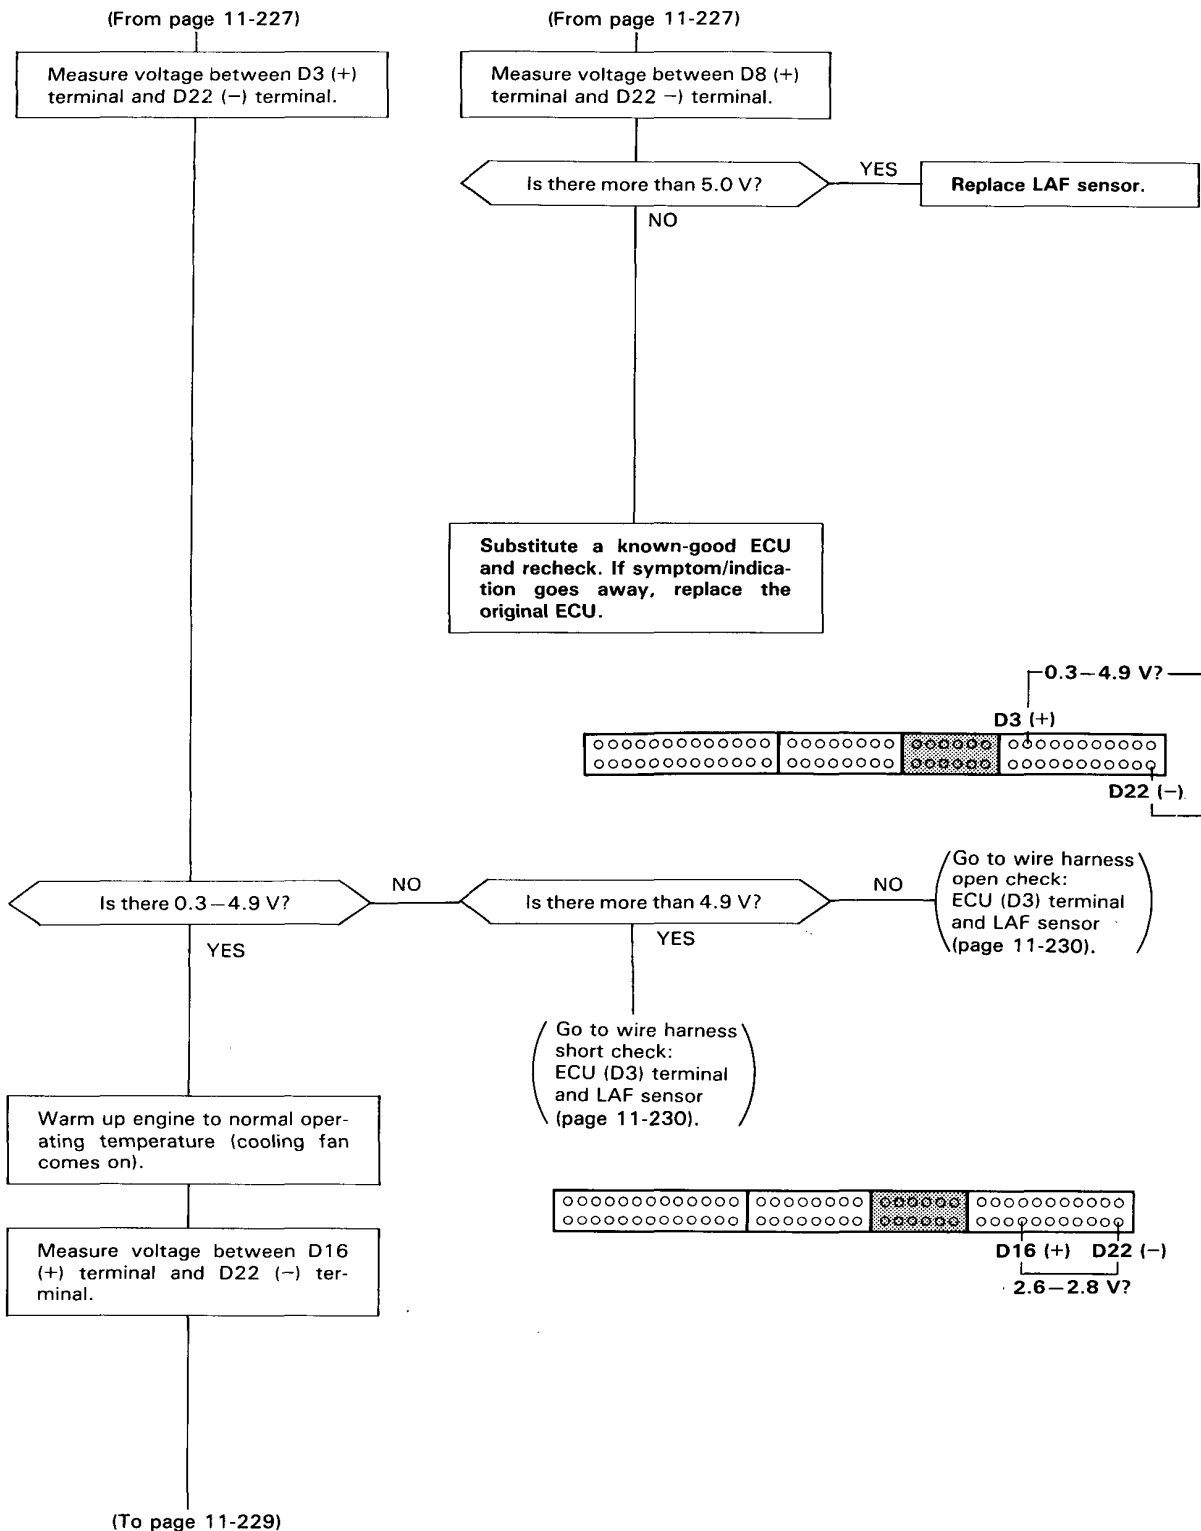 (From page 11-227)
Measure voltage between D3 (+)
terminal and D22 (−) terminal.
(From page 11-227)
Measure voltage between D8 (+)
terminal and D22 −) terminal.
Is there more than 5.0 V?
YES
Replace LAF sensor.
NO
Substitute a known-good ECU
and recheck. If symptom/indica-
tion goes away, replace the
original ECU.
0.3−4.9 V?
D3 (+)
D22 (−)
Is there 0.3−4.9 V?
NO
Is there more than 4.9 V?
NO
Go to wire harness
open check:
ECU (D3) terminal
and LAF sensor
(page 11-230).
YES
YES
Go to wire harness
short check:
ECU (D3) terminal
and LAF sensor
(page 11-230).
Warm up engine to normal oper-
ating temperature (cooling fan
comes on).
Measure voltage between D16
(+) terminal and D22 (−) ter-
minal.
D16 (+) D22 (−)
2.6−2.8 V?
(To page 11-229)